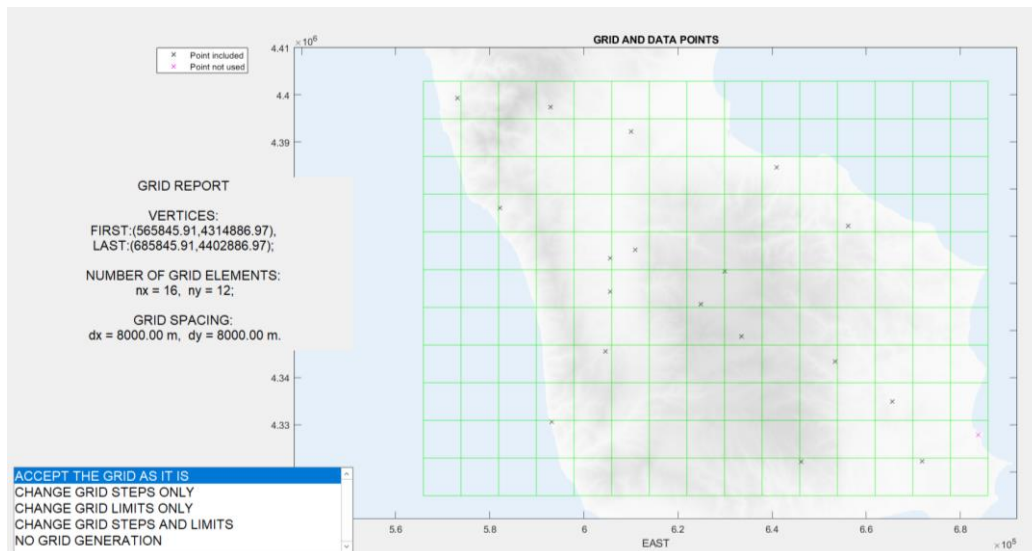 GRID AND DATA POINTS
×10⁶
4.41
4.4
4.39
4.34
4.33
Point included
Point not used
GRID REPORT
VERTICES:
FIRST:(565845.91,4314886.97),
LAST:(685845.91,4402886.97);
NUMBER OF GRID ELEMENTS:
nx = 16, ny = 12;
GRID SPACING:
dx = 8000.00 m, dy = 8000.00 m.
ACCEPT THE GRID AS IT IS
CHANGE GRID STEPS ONLY
CHANGE GRID LIMITS ONLY
CHANGE GRID STEPS AND LIMITS
NO GRID GENERATION
5.6 5.8 6 6.2 6.4 6.6 6.8
EAST
×10⁵